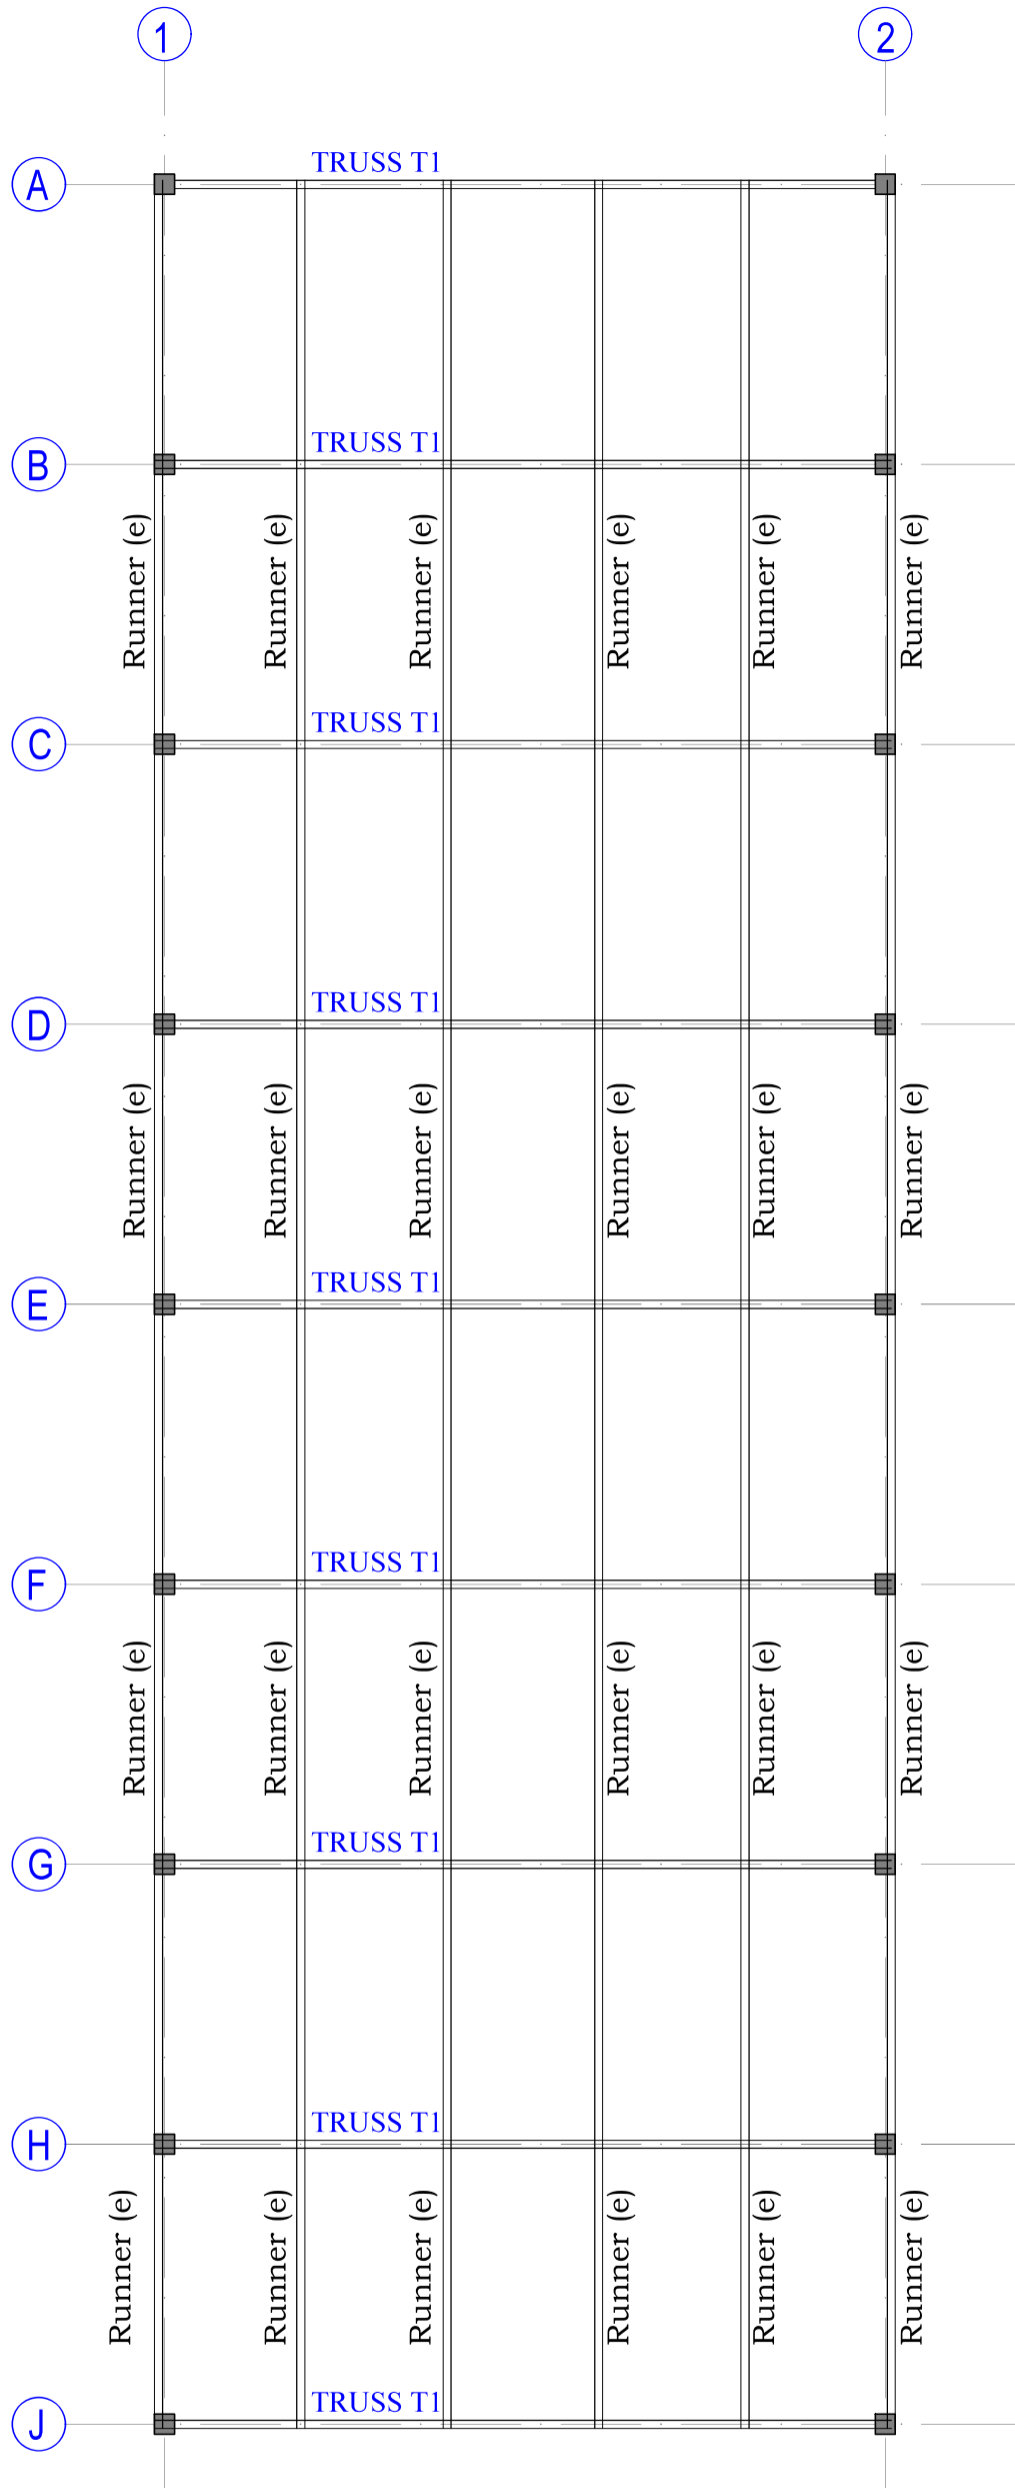 1 2
A TRUSS T1
B TRUSS T1
Runner (e) Runner (e) Runner (e) Runner (e) Runner (e) Runner (e)
C TRUSS T1
D TRUSS T1
Runner (e) Runner (e) Runner (e) Runner (e) Runner (e) Runner (e)
E TRUSS T1
F TRUSS T1
Runner (e) Runner (e) Runner (e) Runner (e) Runner (e) Runner (e)
G TRUSS T1
H TRUSS T1
Runner (e) Runner (e) Runner (e) Runner (e) Runner (e) Runner (e)
J TRUSS T1